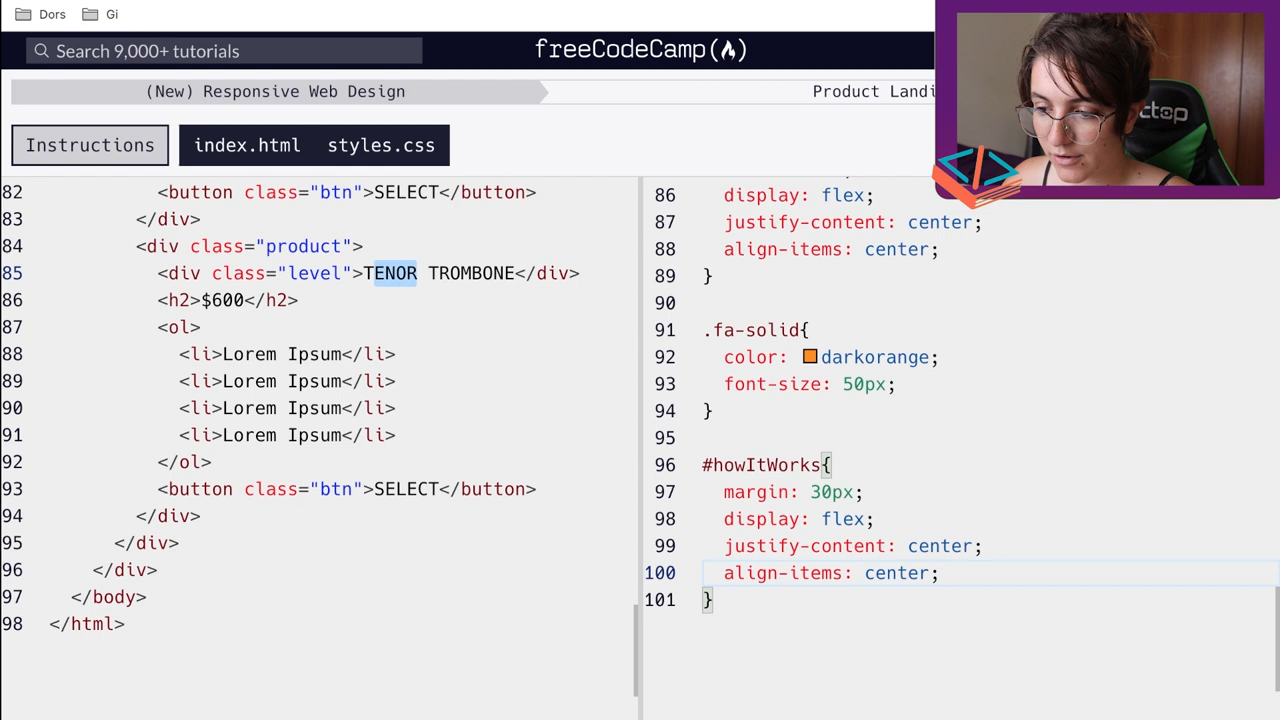 Dors Gi
Search 9,000+ tutorials
freeCodeCamp
(New) Responsive Web Design
Product Landi
Instructions
index.html styles.css
82 <button class="btn">SELECT</button>
83 </div>
84 <div class="product">
85 <div class="level">TENOR TROMBONE</div>
86 <h2>$600</h2>
87 <ol>
88 <li>Lorem Ipsum</li>
89 <li>Lorem Ipsum</li>
90 <li>Lorem Ipsum</li>
91 <li>Lorem Ipsum</li>
92 </ol>
93 <button class="btn">SELECT</button>
94 </div>
95 </div>
96 </div>
97 </body>
98 </html>
86 display: flex;
87 justify-content: center;
88 align-items: center;
89 }
90
91 .fa-solid{
92 color: darkorange;
93 font-size: 50px;
94 }
95
96 #howItWorks{
97 margin: 30px;
98 display: flex;
99 justify-content: center;
100 align-items: center;
101 }